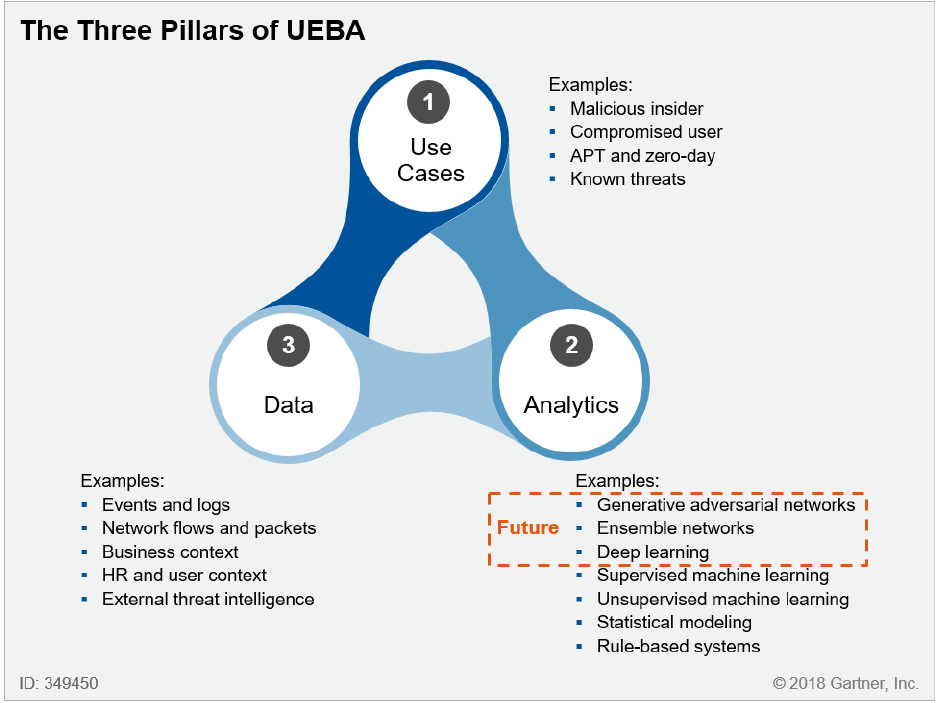 The Three Pillars of UEBA
1
Use
Cases
Examples:
▪ Malicious insider
▪ Compromised user
▪ APT and zero-day
▪ Known threats
3
Data
2
Analytics
Examples:
▪ Events and logs
▪ Network flows and packets
▪ Business context
▪ HR and user context
▪ External threat intelligence
Examples:
Future
▪ Generative adversarial networks
▪ Ensemble networks
▪ Deep learning
▪ Supervised machine learning
▪ Unsupervised machine learning
▪ Statistical modeling
▪ Rule-based systems
ID: 349450
© 2018 Gartner, Inc.